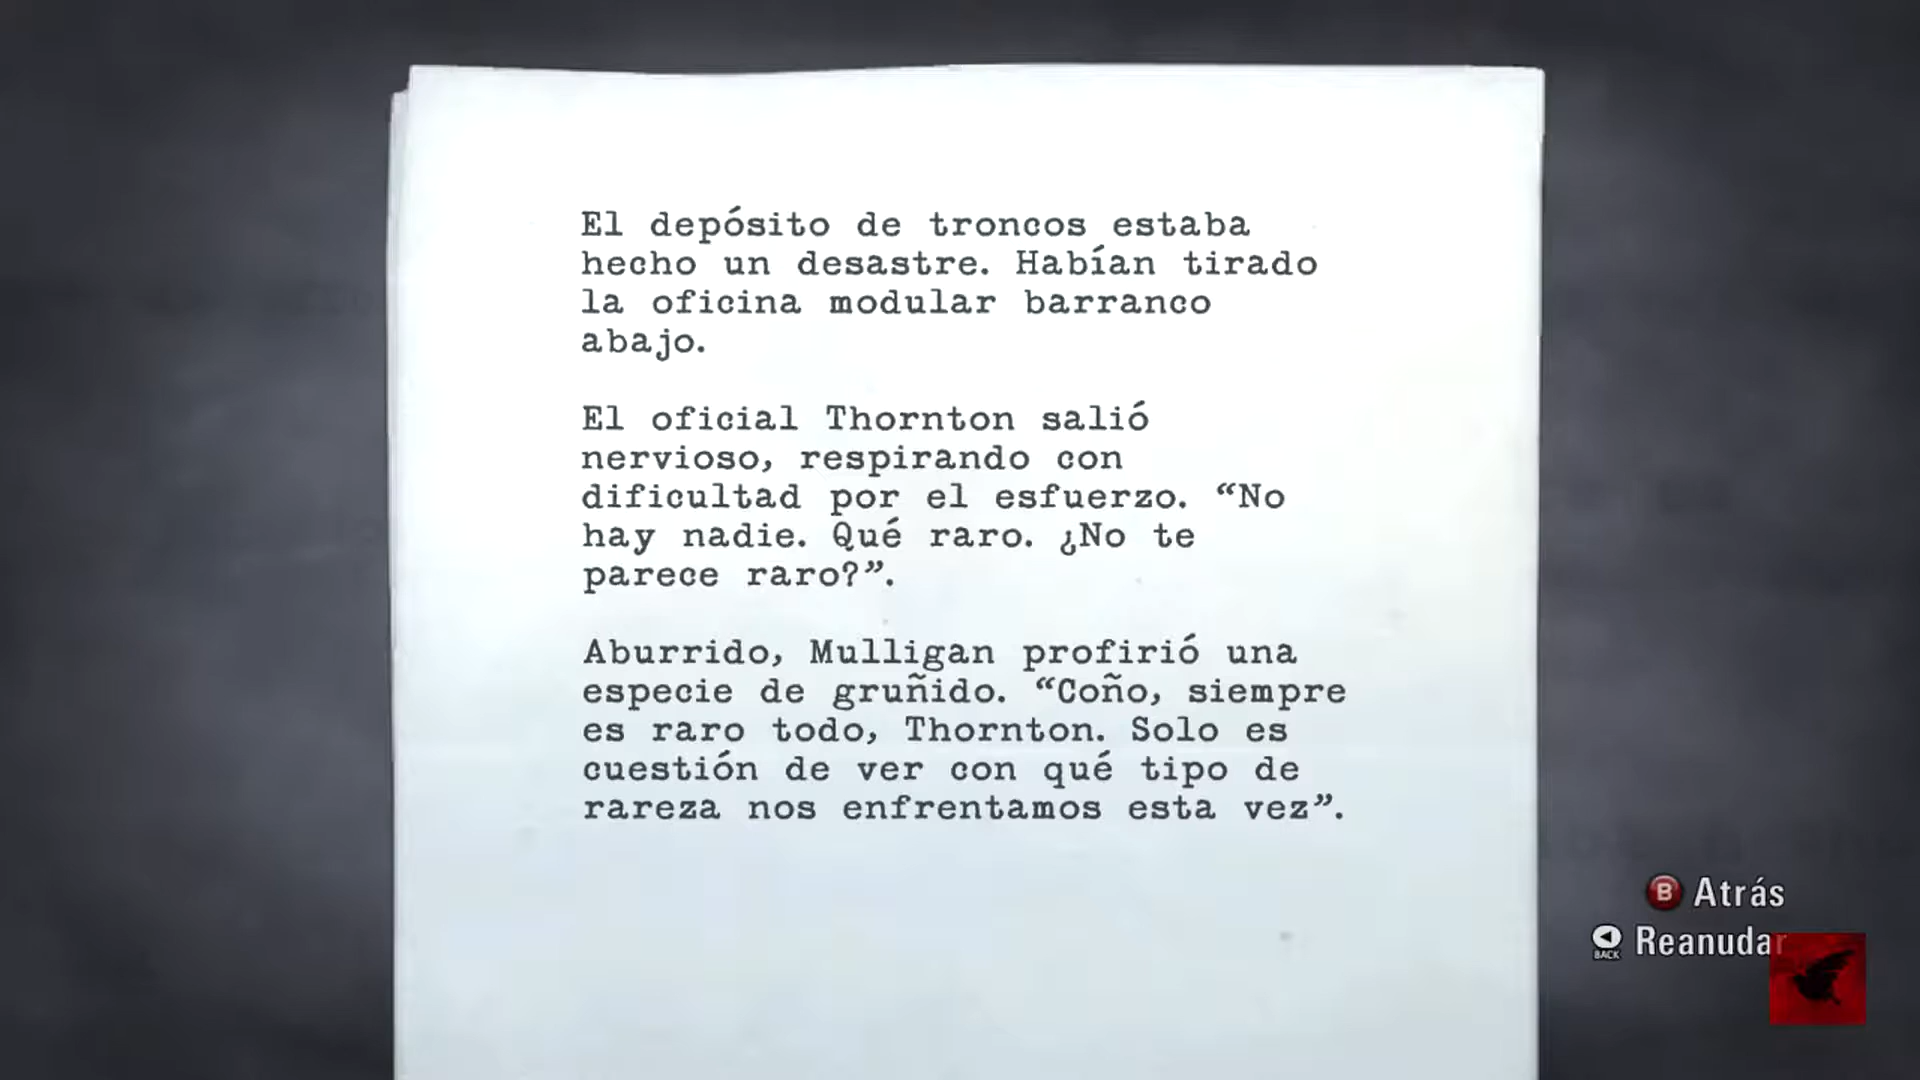 El depósito de troncos estaba
hecho un desastre. Habían tirado
la oficina modular barranco
abajo.
El oficial Thornton salió
nervioso, respirando con
dificultad por el esfuerzo. “No
hay nadie. Qué raro. ¿No te
parece raro?”.
Aburrido, Mulligan profirió una
especie de gruñido. “Coño, siempre
es raro todo, Thornton. Solo es
cuestión de ver con qué tipo de
rareza nos enfrentamos esta vez”.
B Atrás
BACK Reanudar